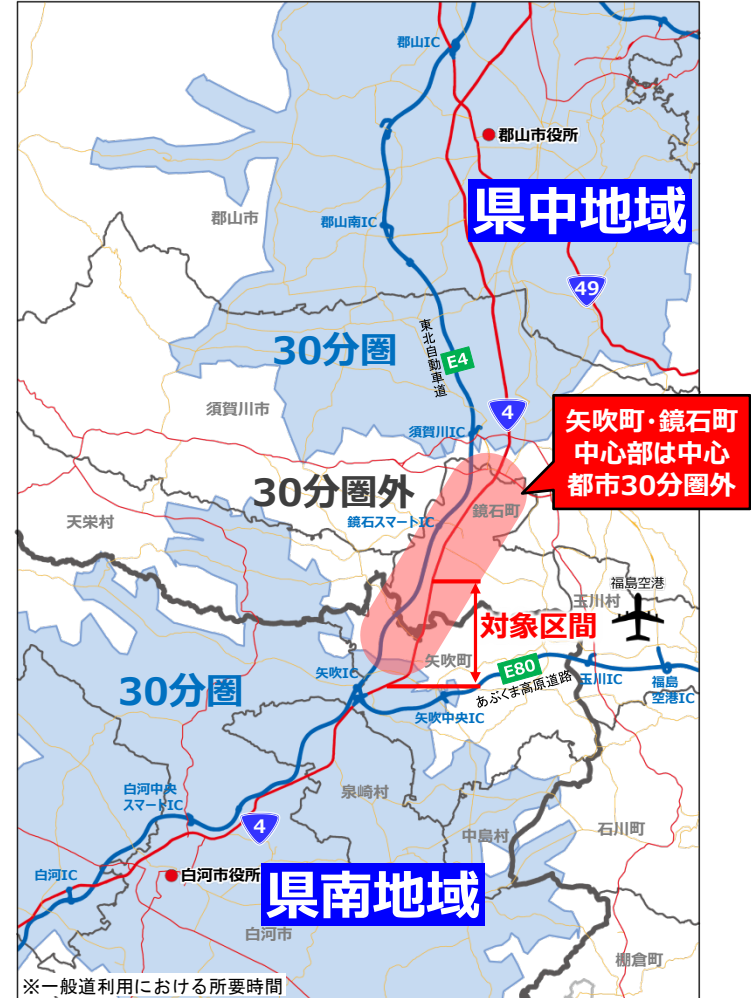 郡山IC
郡山市役所
県中地域
郡山市
郡山南IC
49
30分圏
東北自動車道
E4
須賀川市
4
須賀川IC
矢吹町・鏡石町
中心部は中心
都市30分圏外
30分圏外
鏡石町
天栄村
鏡石スマートIC
福島空港
玉川村
対象区間
矢吹町
矢吹IC
E80
玉川IC
福島
空港IC
30分圏
あぶくま高原道路
矢吹中央IC
白河中央
スマートIC
泉崎村
4
中島村
石川町
白河IC
白河市役所
県南地域
白河市
棚倉町
※一般道利用における所要時間